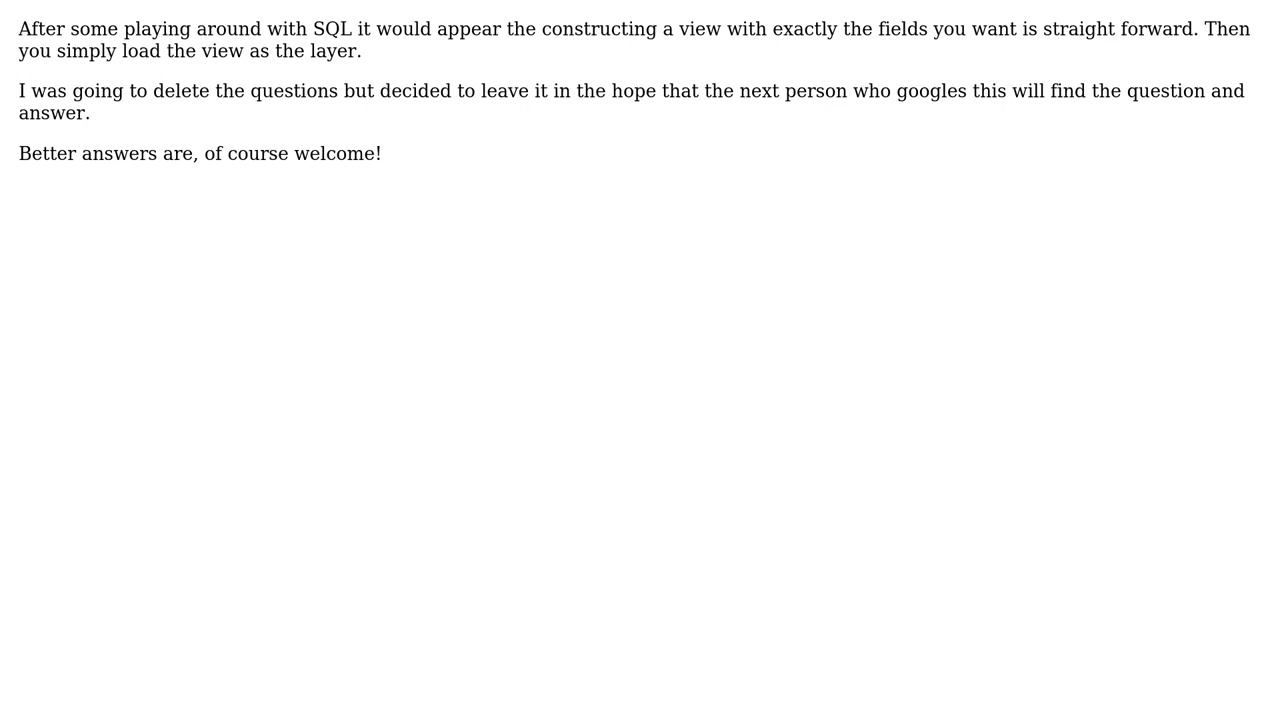 After some playing around with SQL it would appear the constructing a view with exactly the fields you want is straight forward. Then
you simply load the view as the layer.
I was going to delete the questions but decided to leave it in the hope that the next person who googles this will find the question and
answer.
Better answers are, of course welcome!